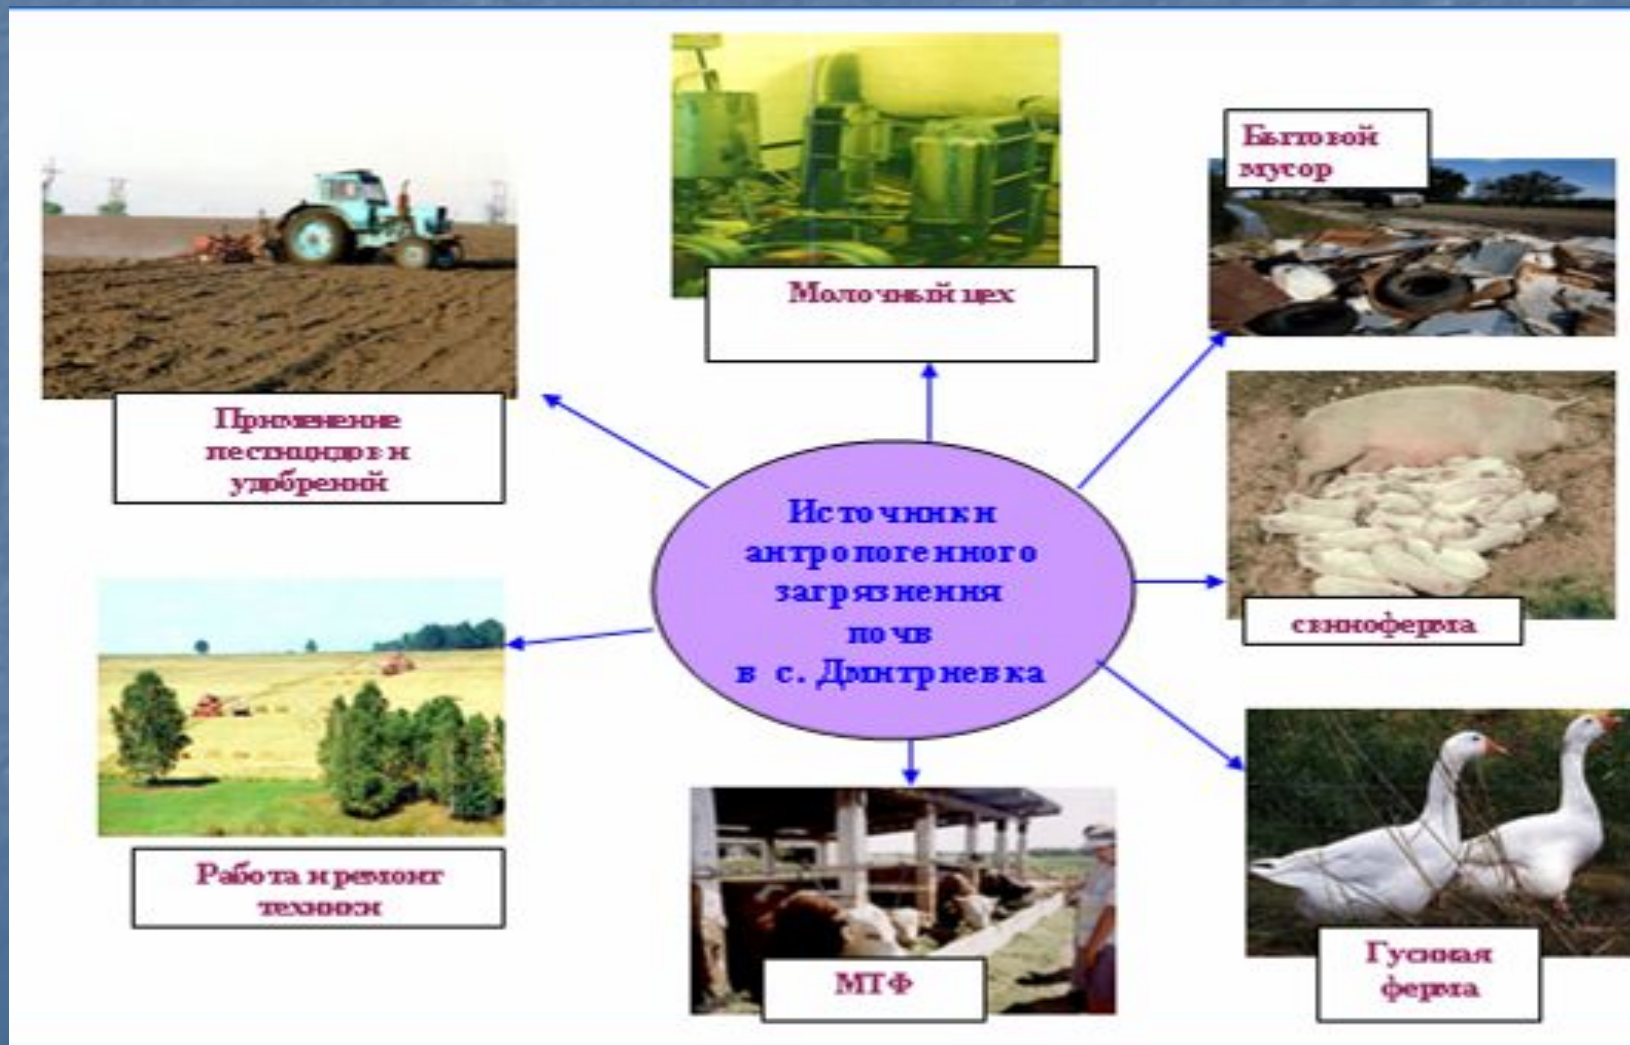 Бытовой
мусор
Молочный цех
Применение
пестицидов и
удобрений
Источники
антропогенного
загрязнения
почв
в с. Дмитриевка
свиноферма
Работа и ремонт
техники
МТФ
Гусиная
ферма